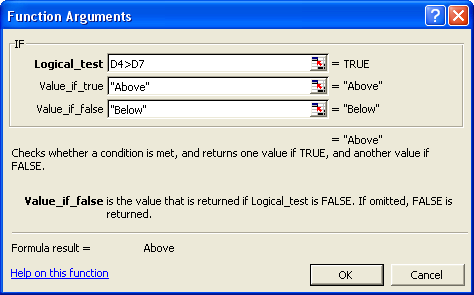 Function Arguments
IF
Logical_test D4>D7 = TRUE
Value_if_true "Above" = "Above"
Value_if_false "Below" = "Below"
= "Above"
Checks whether a condition is met, and returns one value if TRUE, and another value if
FALSE.
Value_if_false is the value that is returned if Logical_test is FALSE. If omitted, FALSE is
returned.
Formula result = Above
Help on this function OK Cancel